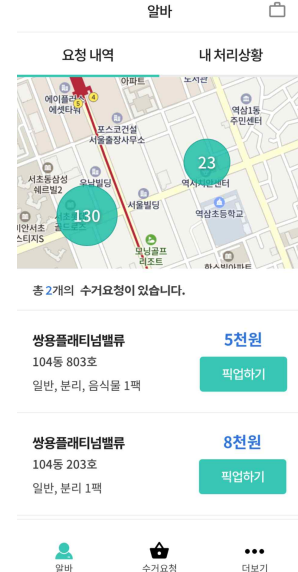 알바
요청 내역
내 처리상황
아파트
도서관
에이플러스
에셋타워
5
4
역삼1동
주민센터
포스코건설
서울출장사무소
23
서초동삼성
쉐르빌2
우남빌딩
역삼초등학교
130
서울빌딩
모닝골프
리조트
총 2개의 수거요청이 있습니다.
쌍용플래티넘밸류
5천원
104동 803호
픽업하기
일반, 분리, 음식물 1팩
쌍용플래티넘밸류
8천원
104동 203호
픽업하기
일반, 분리 1팩
알바
수거요청
더보기